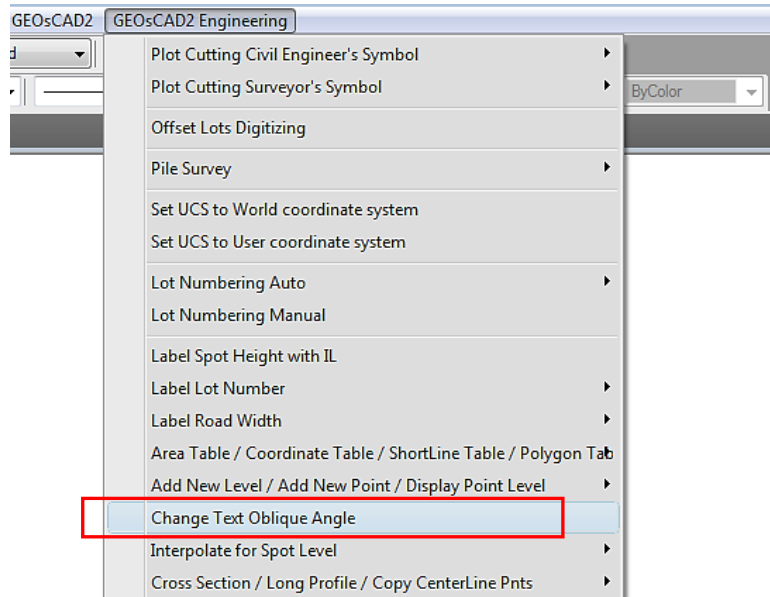 GEOsCAD2 GEOsCAD2 Engineering
Plot Cutting Civil Engineer's Symbol
Plot Cutting Surveyor's Symbol
ByColor
Offset Lots Digitizing
Pile Survey
Set UCS to World coordinate system
Set UCS to User coordinate system
Lot Numbering Auto
Lot Numbering Manual
Label Spot Height with IL
Label Lot Number
Label Road Width
Area Table / Coordinate Table / ShortLine Table / Polygon Tab
Add New Level / Add New Point / Display Point Level
Change Text Oblique Angle
Interpolate for Spot Level
Cross Section / Long Profile / Copy CenterLine Pnts